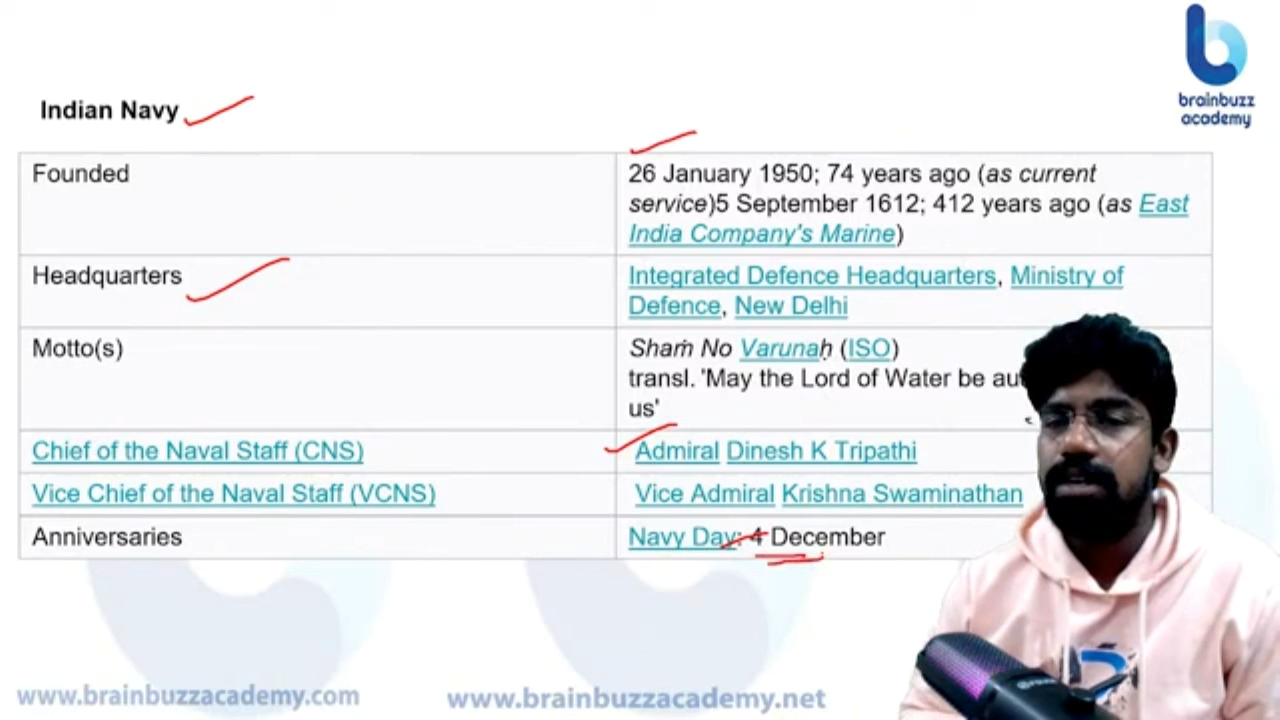 brainbuzz
academy
Indian Navy
Founded
26 January 1950; 74 years ago (as current
service)5 September 1612; 412 years ago (as East
India Company's Marine)
Headquarters
Integrated Defence Headquarters, Ministry of
Defence, New Delhi
Motto(s)
Shaṁ No Varunaḥ (ISO)
transl. 'May the Lord of Water be
us'
Chief of the Naval Staff (CNS)
Admiral Dinesh K Tripathi
Vice Chief of the Naval Staff (VCNS)
Vice Admiral Krishna Swaminathan
Anniversaries
Navy Day: 4 December
www.brainbuzzacademy.com
www.brainbuzzacademy.net